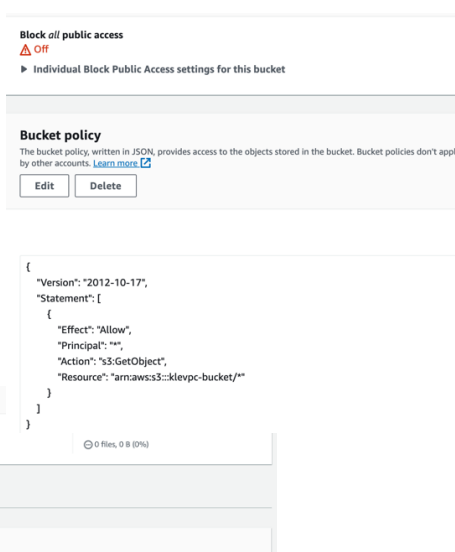 Block all public access
Off
Individual Block Public Access settings for this bucket
Bucket policy
The bucket policy, written in JSON, provides access to the objects stored in the bucket. Bucket policies don't appl
by other accounts. Learn more
Edit Delete
{
"Version": "2012-10-17",
"Statement": [
{
"Effect": "Allow",
"Principal": "*",
"Action": "s3:GetObject",
"Resource": "arn:aws:s3:::klevpc-bucket/*"
}
]
}
0 files, 0 B (0%)